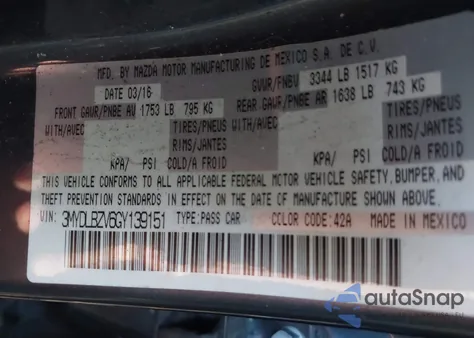 MFD. BY MAZDA MOTOR MANUFACTURING DE MEXICO S.A. DE C.V.
DATE 03/16 GVWR/PNBV 3344 LB 1517 KG
FRONT GAWR/PNBE AV 1753 LB 795 KG REAR GAWR/PNBE AR 1638 LB 743 KG
WITH/AVEC TIRES/PNEUS WITH/AVEC TIRES/PNEUS
RIMS/JANTES RIMS/JANTES
KPA/ PSI COLD/A FROID KPA/ PSI COLD/A FROID
THIS VEHICLE CONFORMS TO ALL APPLICABLE FEDERAL MOTOR VEHICLE SAFETY, BUMPER, AND
THEFT PREVENTION STANDARDS IN EFFECT ON THE DATE OF MANUFACTURE SHOWN ABOVE.
VIN: 3MYDLBZV6GY139151 TYPE:PASS CAR COLOR CODE:42A MADE IN MEXICO
autoSnap